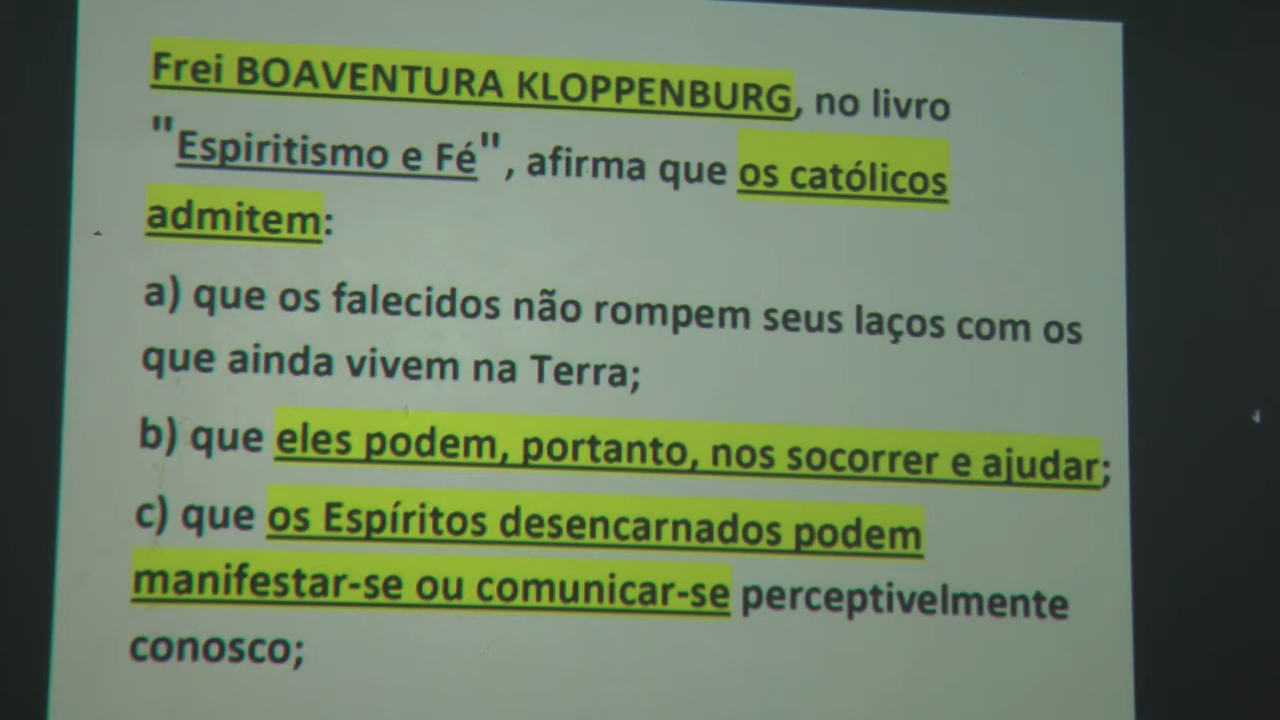 Frei BOAVENTURA KLOPPENBURG, no livro
"Espiritismo e Fé", afirma que os católicos
admitem:
a) que os falecidos não rompem seus laços com os
que ainda vivem na Terra;
b) que eles podem, portanto, nos socorrer e ajudar;
c) que os Espíritos desencarnados podem
manifestar-se ou comunicar-se perceptivelmente
conosco;